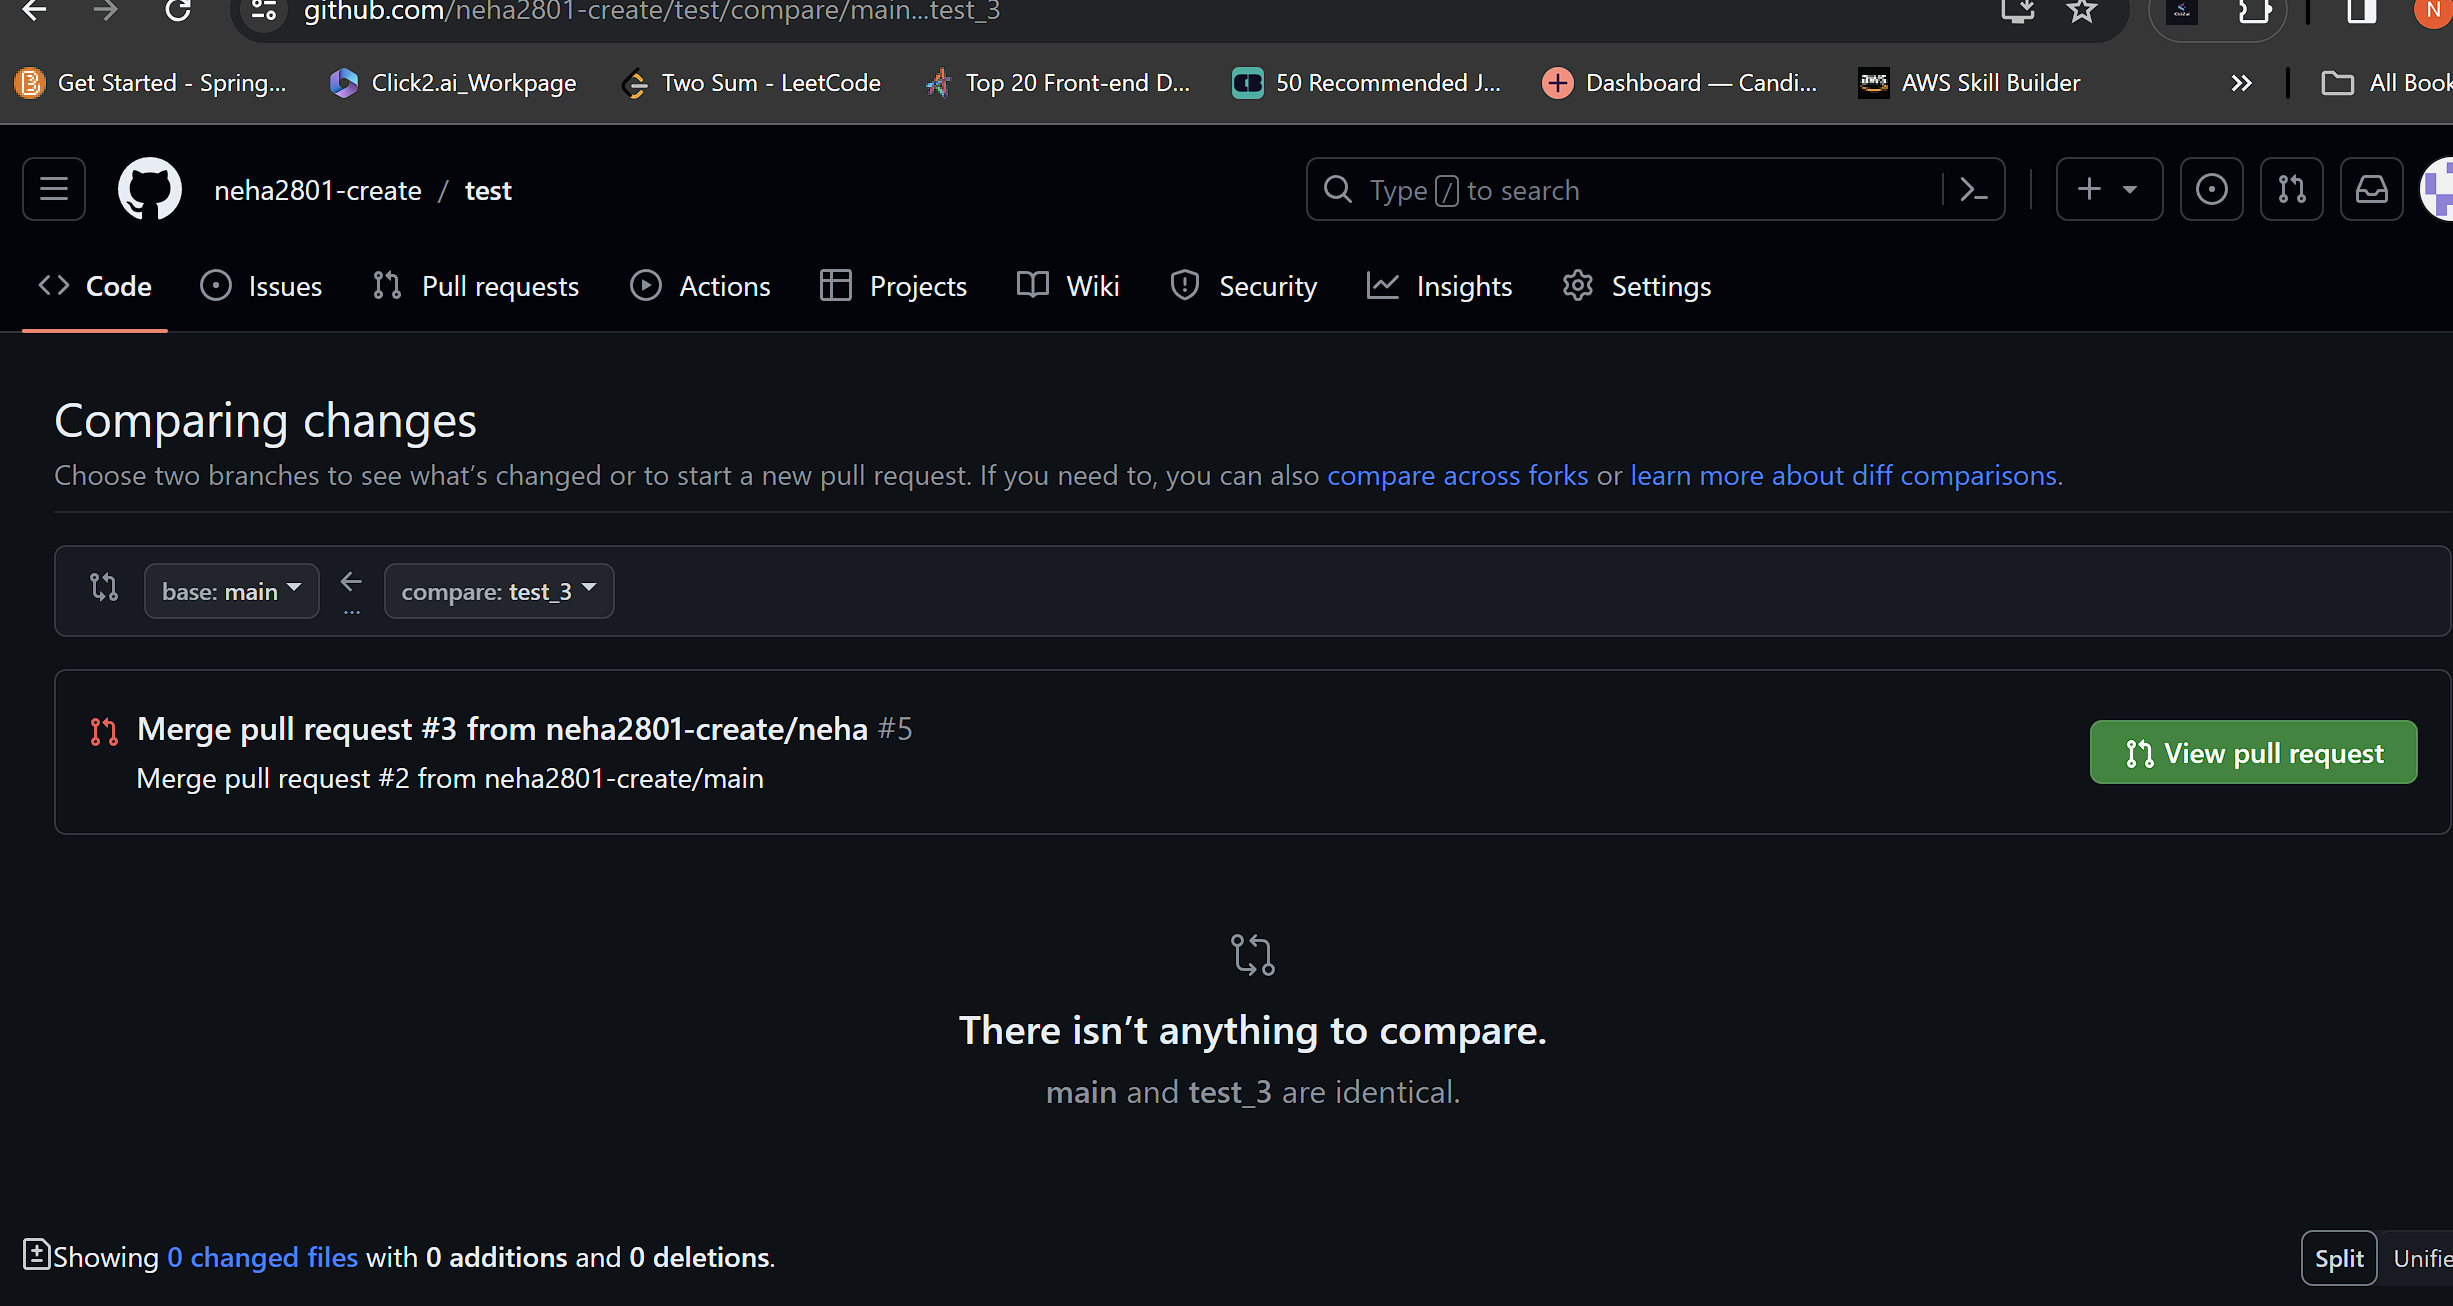 github.com/neha2801-create/test/compare/main...test_3
Get Started - Spring... Click2.ai_Workpage Two Sum - LeetCode Top 20 Front-end D... 50 Recommended J... Dashboard — Candi... AWS Skill Builder All Book
neha2801-create / test Type / to search
Code Issues Pull requests Actions Projects Wiki Security Insights Settings
Comparing changes
Choose two branches to see what’s changed or to start a new pull request. If you need to, you can also compare across forks or learn more about diff comparisons.
base: main ... compare: test_3
Merge pull request #3 from neha2801-create/neha #5
Merge pull request #2 from neha2801-create/main
View pull request
There isn’t anything to compare.
main and test_3 are identical.
Showing 0 changed files with 0 additions and 0 deletions.
Split Unifie